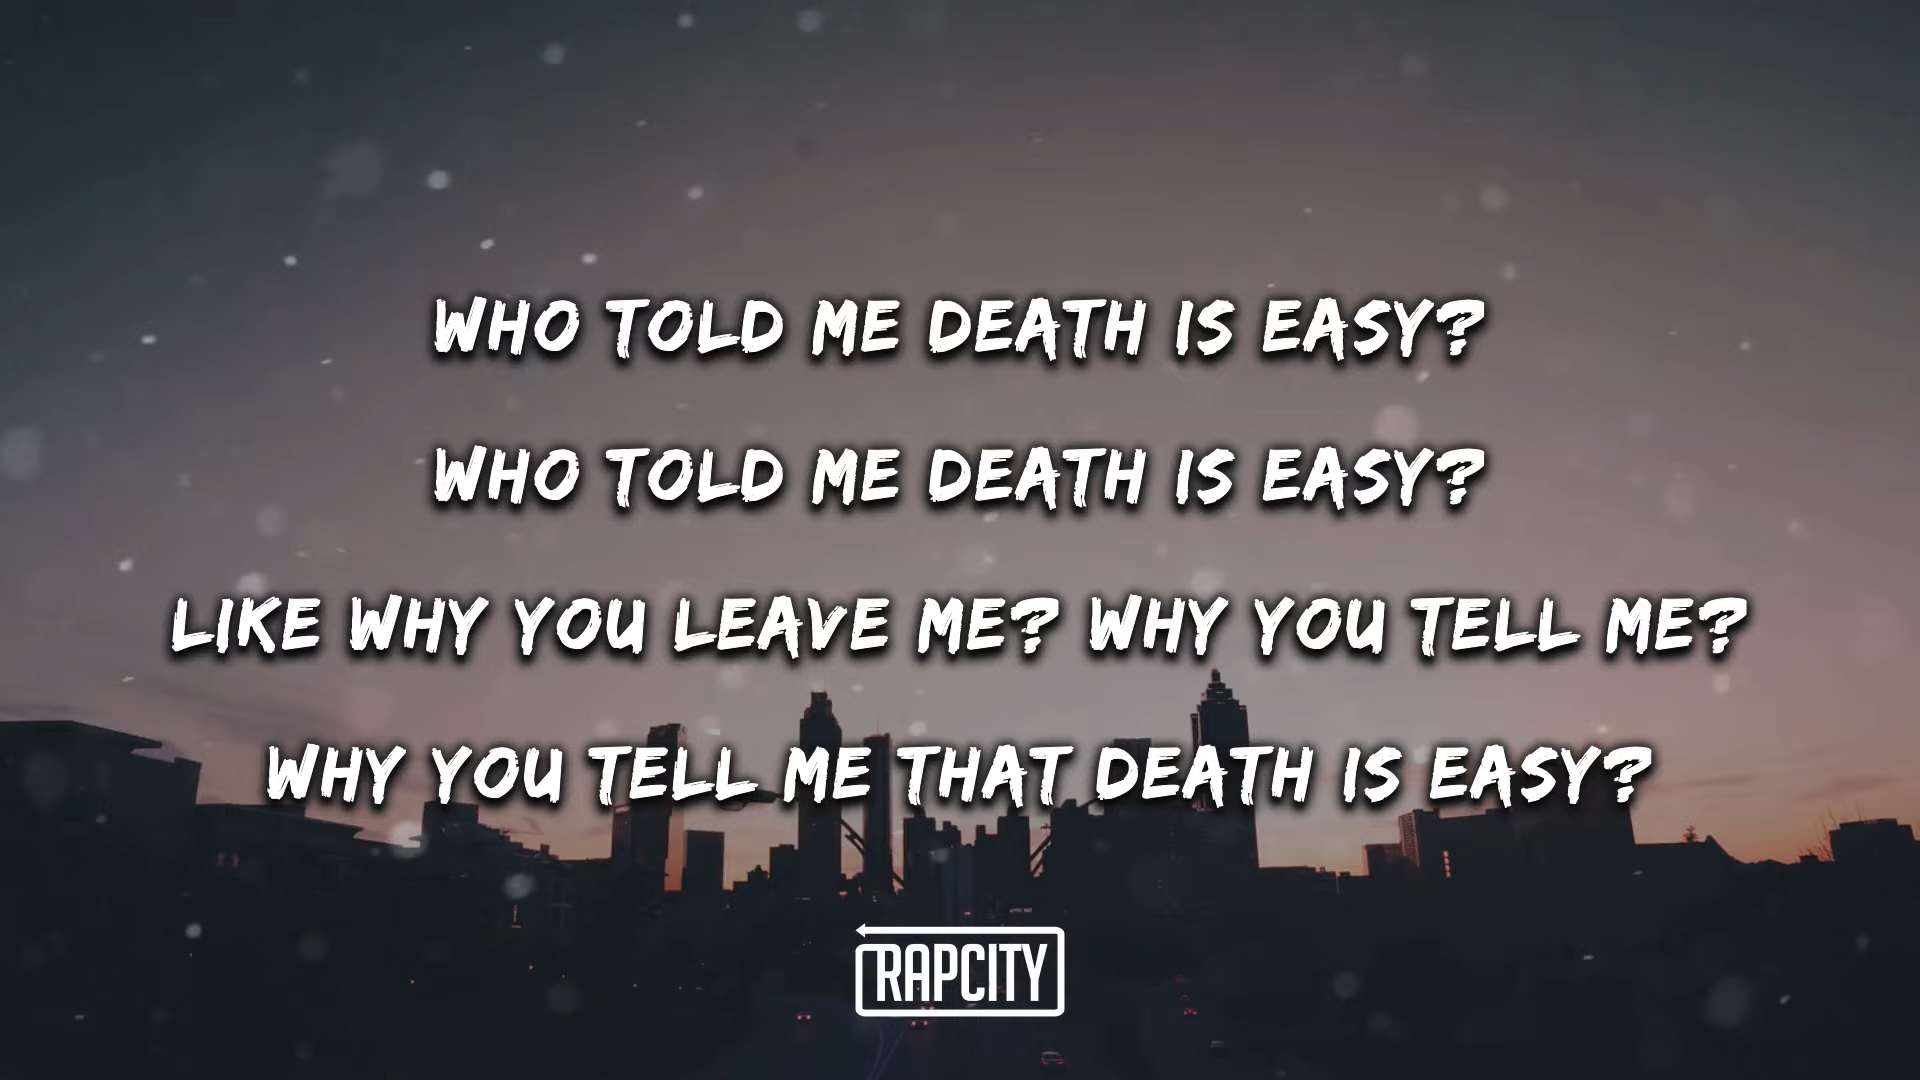 WHO TOLD ME DEATH IS EASY?
WHO TOLD ME DEATH IS EASY?
LIKE WHY YOU LEAVE ME? WHY YOU TELL ME?
WHY YOU TELL ME THAT DEATH IS EASY?
RAPCITY